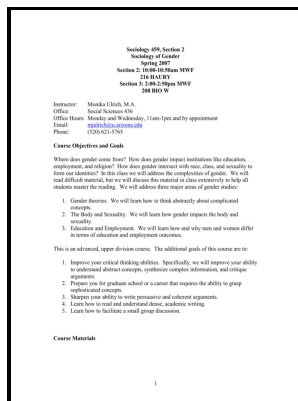 Sociology 459, Section 2
Sociology of Gender
Spring 2007
Section 2: 10:00-10:50am MWF
216 HAURY
Section 3: 2:00-2:50pm MWF
208 BIO W
Instructor: Monika Ulrich, M.A.
Office: Social Sciences 436
Office Hours: Monday and Wednesday, 11am-1pm and by appointment
Email: mjulrich@u.arizona.edu
Phone: (520) 621-5765
Course Objectives and Goals
Where does gender come from? How does gender impact institutions like education,
employment, and religion? How does gender intersect with race, class, and sexuality to
form our identities? In this class we will address the complexities of gender. We will
read difficult material, but we will discuss this material in class extensively to help all
students master the reading. We will address three major areas of gender studies:
1. Gender theories. We will learn how to think abstractly about complicated
concepts.
2. The Body and Sexuality. We will learn how gender impacts the body and
sexuality.
3. Education and Employment. We will learn how and why men and women differ
in terms of education and employment outcomes.
This is an advanced, upper division course. The additional goals of this course are to:
1. Improve your critical thinking abilities. Specifically, we will improve your ability
to understand abstract concepts, synthesize complex information, and critique
arguments.
2. Prepare you for graduate school or a career that requires the ability to grasp
sophisticated concepts.
3. Sharpen your ability to write persuasive and coherent arguments.
4. Learn how to read and understand dense, academic writing.
5. Learn how to facilitate a small group discussion.
Course Materials
1